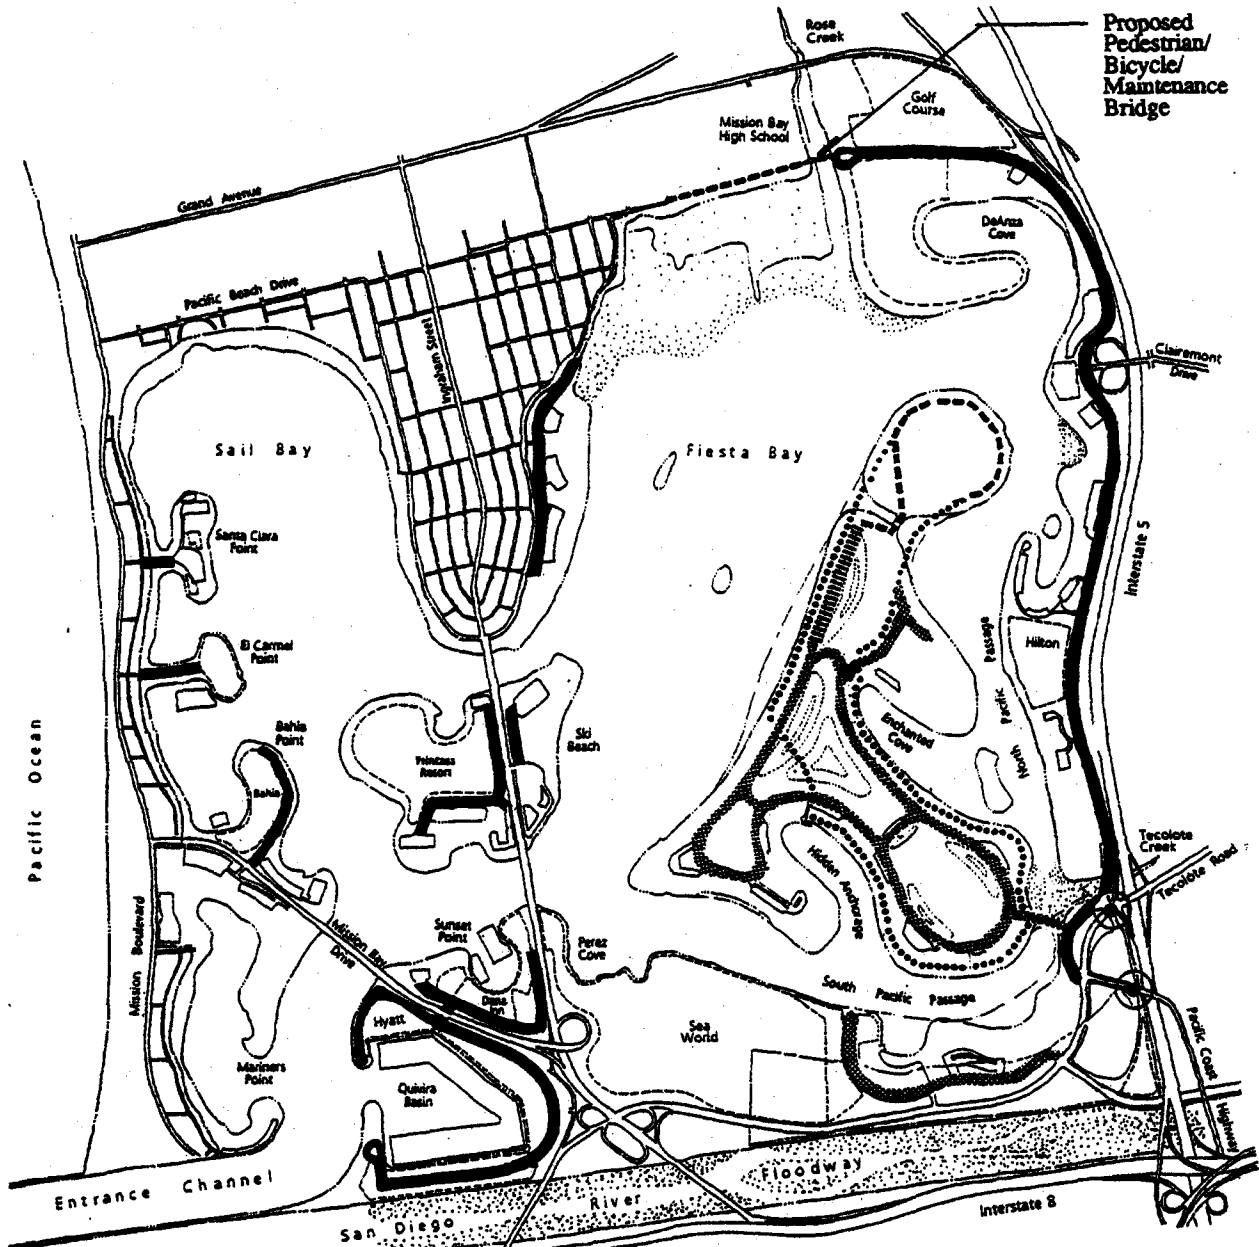 Proposed
Pedestrian/
Bicycle/
Maintenance
Bridge
Rose
Creek
Golf
Course
Mission Bay
High School
Grand Avenue
DeAnza
Cove
Pacific Beach Drive
Ingraham Street
Clairemont
Drive
Sail Bay
Fiesta Bay
Santa Clara
Point
Interstate 5
El Carmel
Point
Hilton
North Pacific Passage
Pacific Ocean
Bahia
Point
Bahia
Princess
Resort
Ski
Beach
Enchanted
Cove
Hidden Anchorage
Tecolote
Creek
Tecolote Road
Mission Boulevard
Mission Bay
Drive
Sunset
Point
Perez
Cove
Dana
Inn
South Pacific Passage
Hyatt
Sea
World
Pacific Coast
Highway
Mariners
Point
Quivira
Basin
Entrance Channel
San Diego River Floodway
Interstate 8